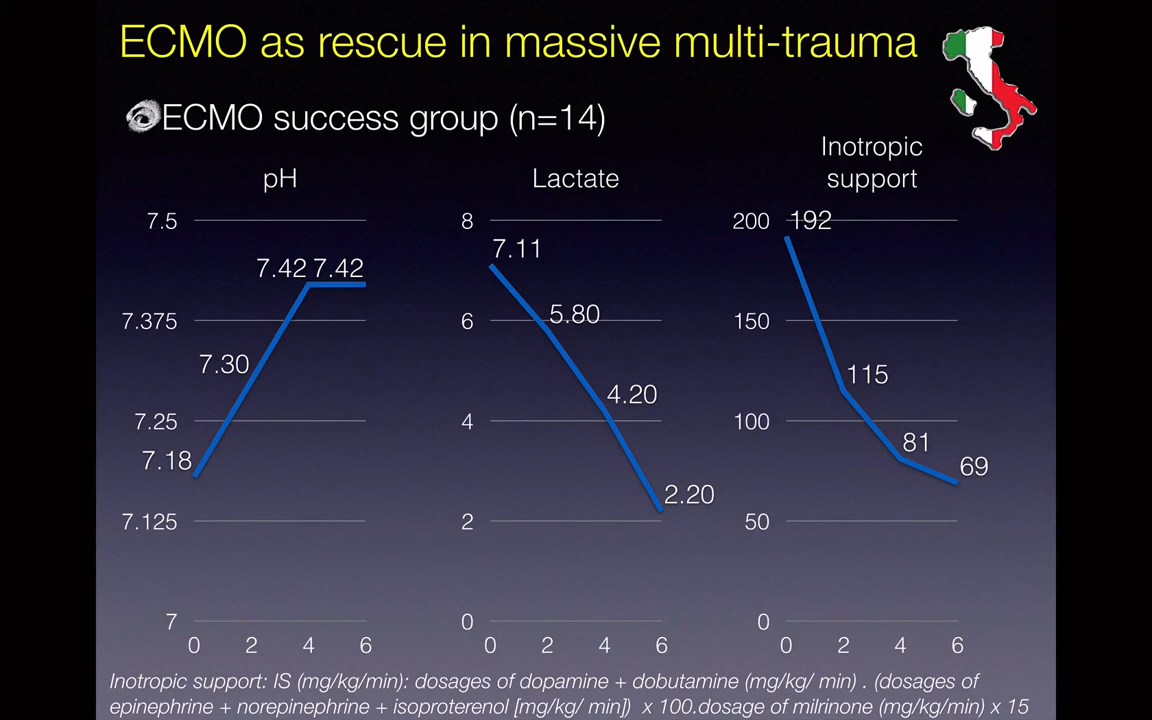 ECMO as rescue in massive multi-trauma
ECMO success group (n=14)
pH
7.5
7.375
7.25
7.125
7
7.18
7.30
7.42
7.42
0 2 4 6
Lactate
8
6
4
2
0
7.11
5.80
4.20
2.20
0 2 4 6
Inotropic
support
200
150
100
50
0
192
115
81
69
0 2 4 6
Inotropic support: IS (mg/kg/min): dosages of dopamine + dobutamine (mg/kg/ min) . (dosages of
epinephrine + norepinephrine + isoproterenol [mg/kg/ min]) x 100.dosage of milrinone (mg/kg/min) x 15